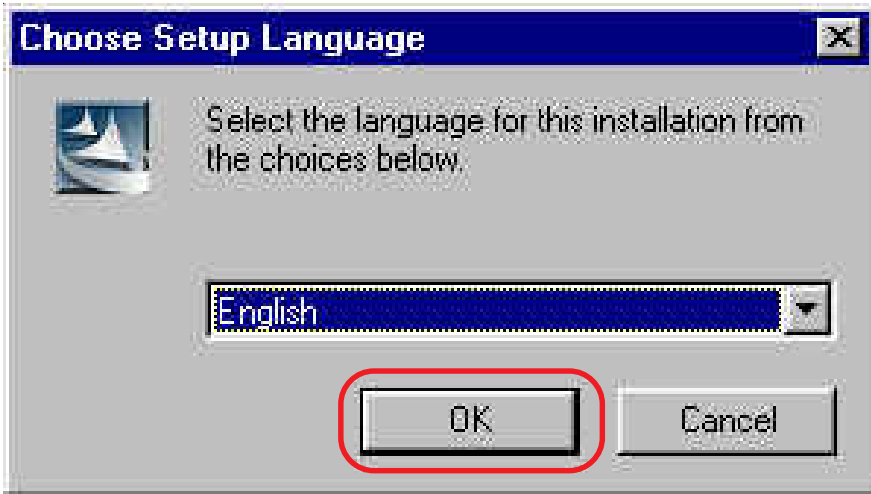 Choose Setup Language
Select the language for this installation from
the choices below.
English
OK
Cancel